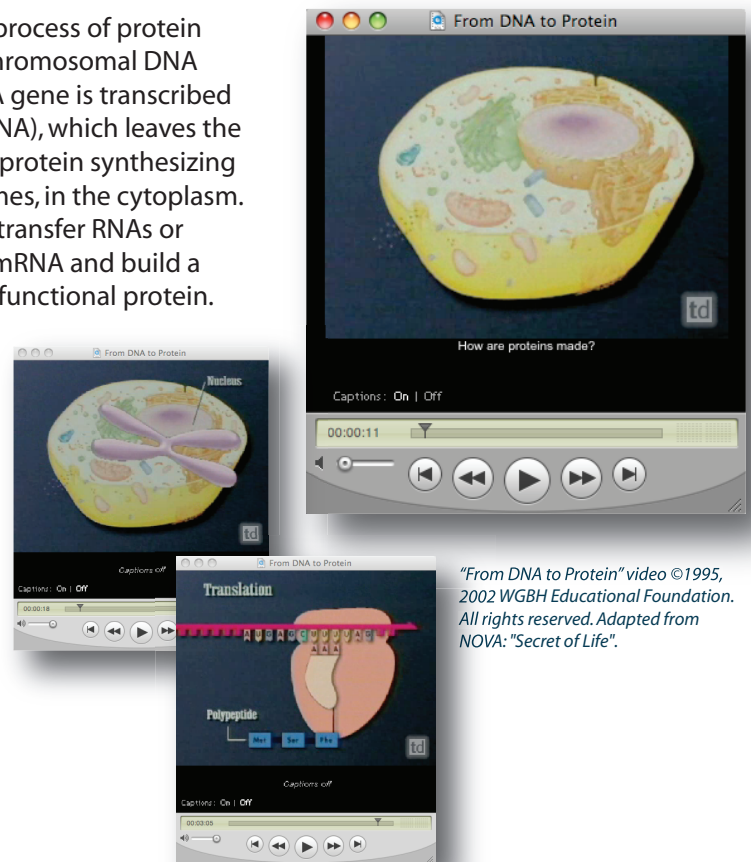 process of protein
hromosomal DNA
A gene is transcribed
NA), which leaves the
protein synthesizing
nes, in the cytoplasm.
transfer RNAs or
mRNA and build a
functional protein.
From DNA to Protein
td
How are proteins made?
Captions: On | Off
00:00:11
From DNA to Protein
Nucleus
td
Captions off
Captions: On | Off
00:00:18
From DNA to Protein
Translation
A U G A G C U U U U A G
A A A
Polypeptide
Met Ser Phe
td
Captions off
Captions: On | Off
00:03:05
"From DNA to Protein" video ©1995,
2002 WGBH Educational Foundation.
All rights reserved. Adapted from
NOVA: "Secret of Life".